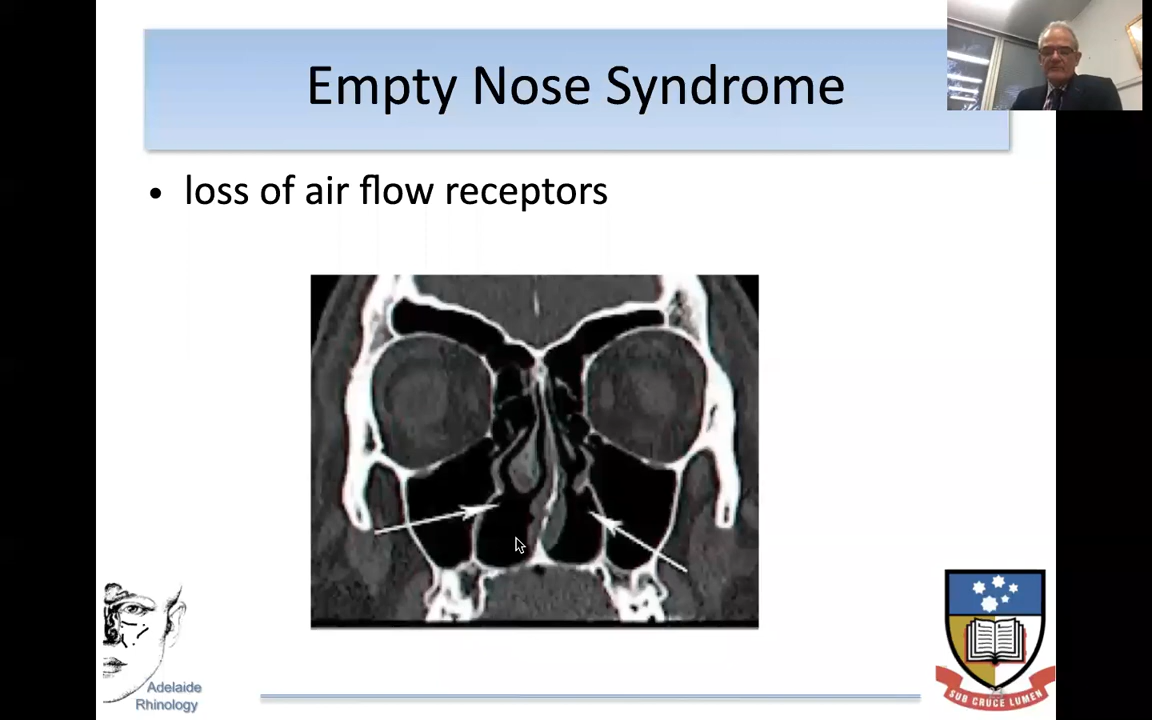 Empty Nose Syndrome
• loss of air flow receptors
Adelaide
Rhinology
SUB CRUCE LUMEN